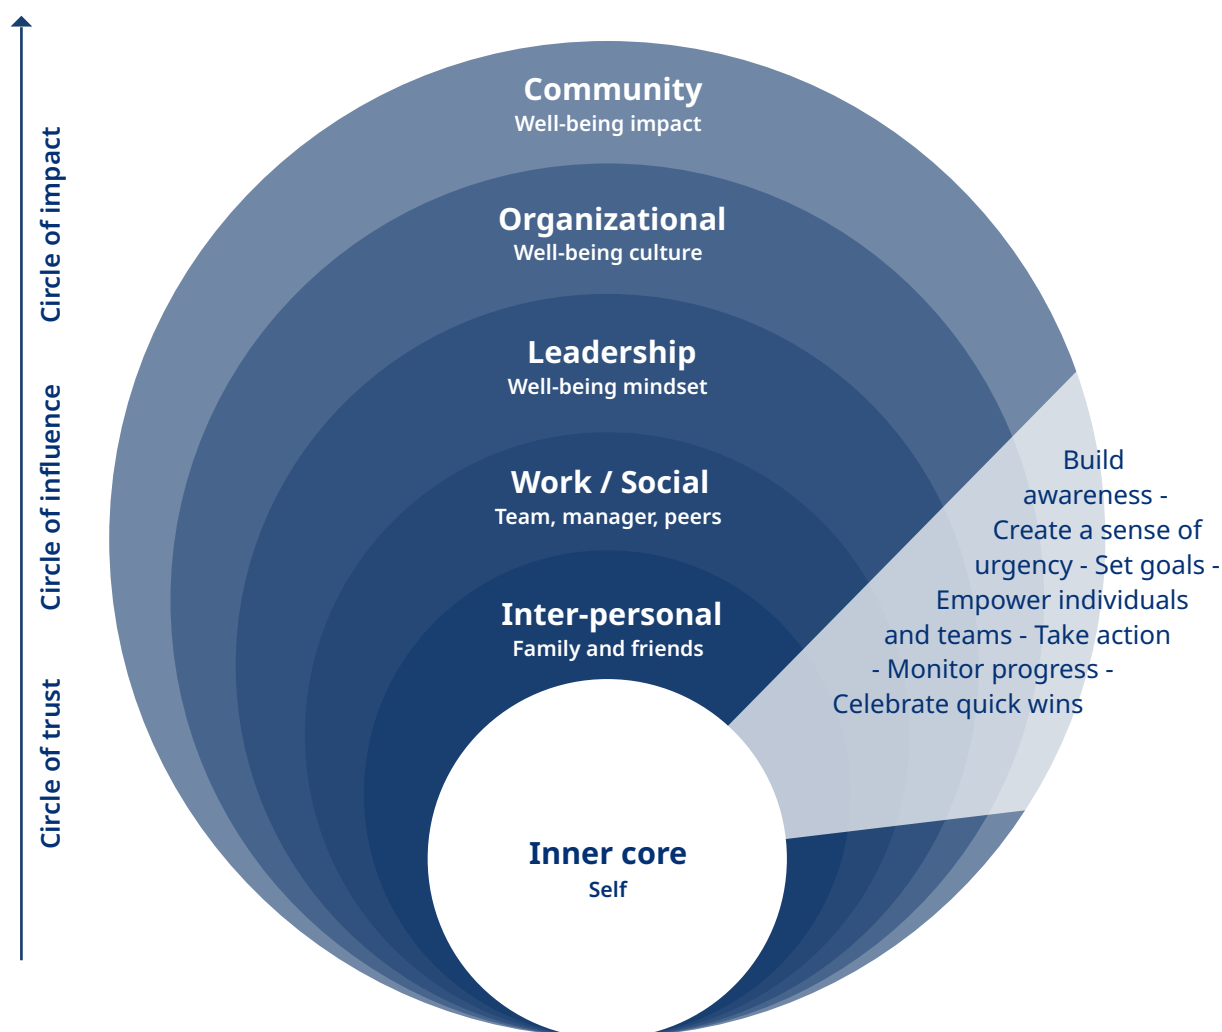 Community
Well-being impact
Organizational
Well-being culture
Leadership
Well-being mindset
Work / Social
Team, manager, peers
Inter-personal
Family and friends
Inner core
Self
Circle of impact
Circle of influence
Circle of trust
Build
awareness -
Create a sense of
urgency - Set goals -
Empower individuals
and teams - Take action
- Monitor progress -
Celebrate quick wins